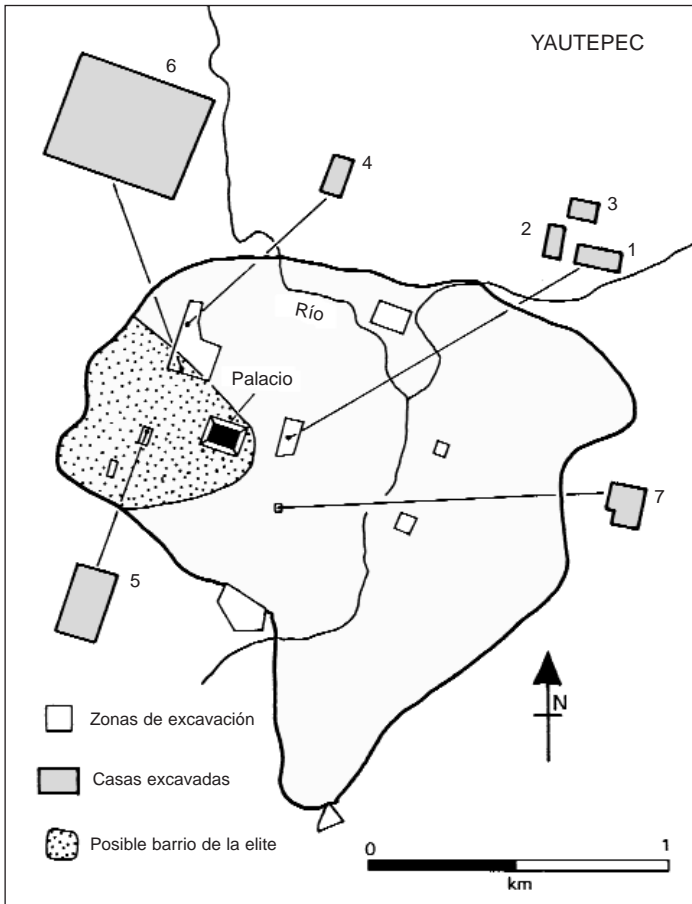 YAUTEPEC
6
4
3
2
1
Río
Palacio
7
5
Zonas de excavación
Casas excavadas
Posible barrio de la elite
N
0 1
km